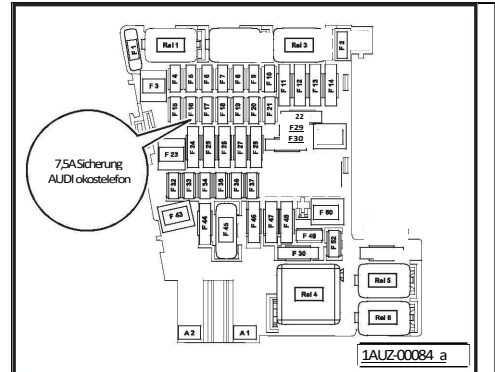 F 1
Rel 1
Rel 3
F 2
F 3
F 4
F 5
F 6
F 7
F 8
F 9
F 10
F 11
F 12
F 13
F 14
F 15
F 16
F 17
F 18
F 19
F 20
F 21
22
F29
F30
7,5A Sicherung
AUDI okostelefon
F 23
F 24
F 25
F 26
F 27
F 28
F 32
F 33
F 34
F 35
F 36
F 37
F 43
F 44
F 45
F 46
F 47
F 48
F 50
F 49
F 52
F 30
Rel 4
Rel 5
Rel 6
A 2
A 1
1AUZ-00084 a